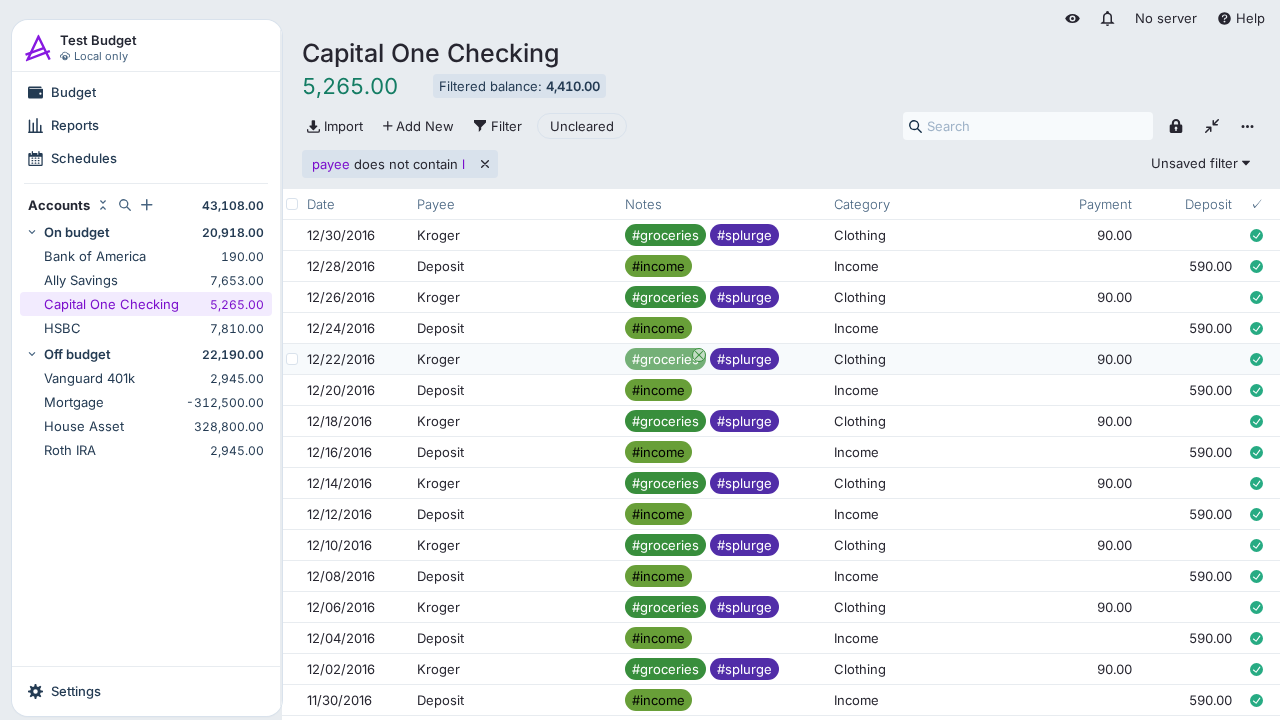 No server
Help
Test Budget
Local only
Budget
Reports
Schedules
Accounts 43,108.00
On budget 20,918.00
Bank of America 190.00
Ally Savings 7,653.00
Capital One Checking 5,265.00
HSBC 7,810.00
Off budget 22,190.00
Vanguard 401k 2,945.00
Mortgage -312,500.00
House Asset 328,800.00
Roth IRA 2,945.00
Settings
Capital One Checking
5,265.00 Filtered balance: 4,410.00
Import Add New Filter Uncleared Search
payee does not contain l Unsaved filter
Date Payee Notes Category Payment Deposit
12/30/2016 Kroger #groceries #splurge Clothing 90.00
12/28/2016 Deposit #income Income 590.00
12/26/2016 Kroger #groceries #splurge Clothing 90.00
12/24/2016 Deposit #income Income 590.00
12/22/2016 Kroger #groceries #splurge Clothing 90.00
12/20/2016 Deposit #income Income 590.00
12/18/2016 Kroger #groceries #splurge Clothing 90.00
12/16/2016 Deposit #income Income 590.00
12/14/2016 Kroger #groceries #splurge Clothing 90.00
12/12/2016 Deposit #income Income 590.00
12/10/2016 Kroger #groceries #splurge Clothing 90.00
12/08/2016 Deposit #income Income 590.00
12/06/2016 Kroger #groceries #splurge Clothing 90.00
12/04/2016 Deposit #income Income 590.00
12/02/2016 Kroger #groceries #splurge Clothing 90.00
11/30/2016 Deposit #income Income 590.00